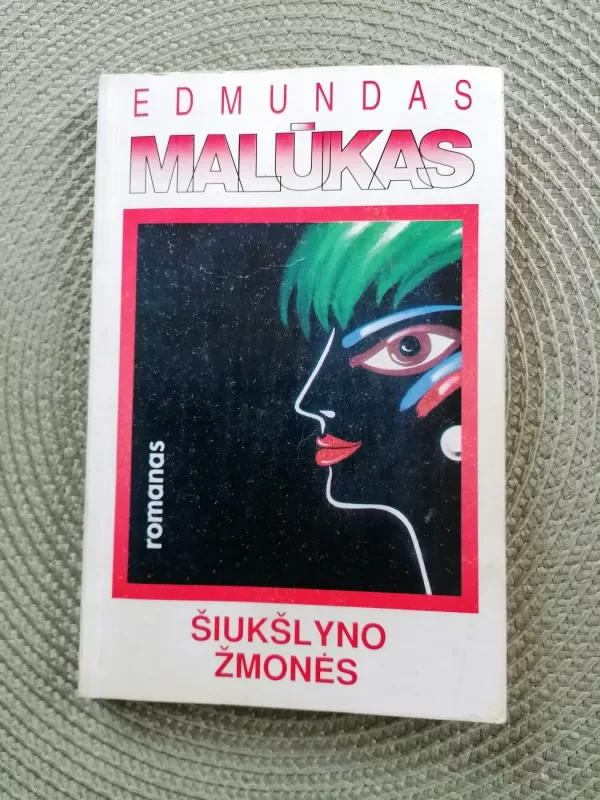 EDMUNDAS
MALŪKAS
romanas
ŠIUKŠLYNO
ŽMONĖS